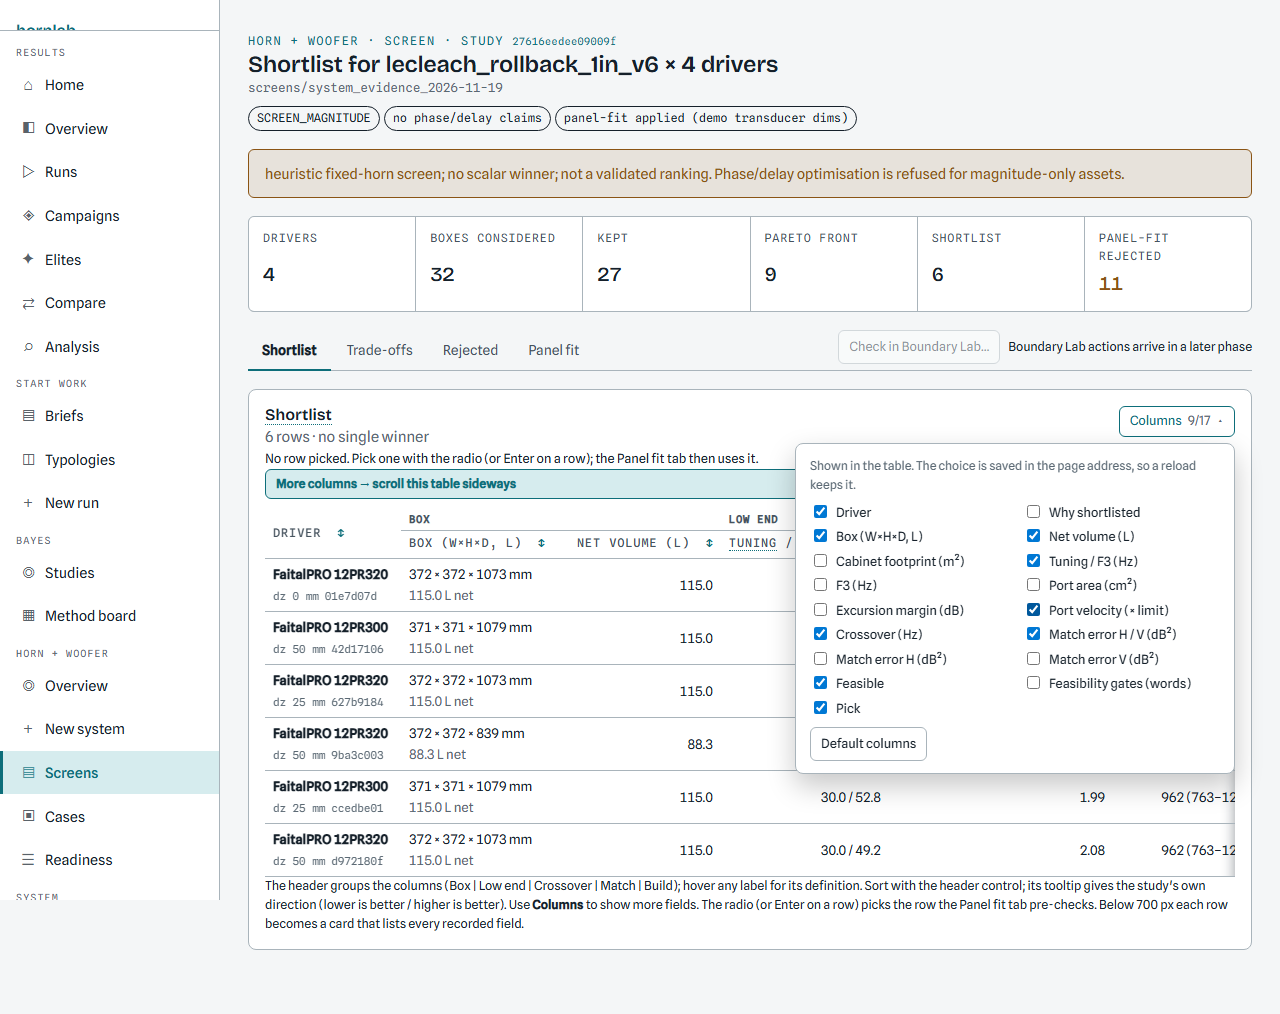 RESULTS
Home
Overview
Runs
Campaigns
Elites
Compare
Analysis
START WORK
Briefs
Typologies
New run
BAYES
Studies
Method board
HORN + WOOFER
Overview
New system
Screens
Cases
Readiness
SYSTEM
HORN + WOOFER · SCREEN · STUDY 27616eedee09009f
Shortlist for lecleach_rollback_1in_v6 × 4 drivers
screens/system_evidence_2026-11-19
SCREEN_MAGNITUDE no phase/delay claims panel-fit applied (demo transducer dims)
heuristic fixed-horn screen; no scalar winner; not a validated ranking. Phase/delay optimisation is refused for magnitude-only assets.
DRIVERS
4
BOXES CONSIDERED
32
KEPT
27
PARETO FRONT
9
SHORTLIST
6
PANEL-FIT
REJECTED
11
Shortlist Trade-offs Rejected Panel fit
Check in Boundary Lab... Boundary Lab actions arrive in a later phase
Shortlist
6 rows · no single winner
Columns 9/17
No row picked. Pick one with the radio (or Enter on a row); the Panel fit tab then uses it.
More columns → scroll this table sideways
BOX LOW END
DRIVER ↕ BOX (W×H×D, L) ↕ NET VOLUME (L) ↕ TUNING /
FaitalPRO 12PR320 372 × 372 × 1073 mm 115.0
dz 0 mm 01e7d07d 115.0 L net
FaitalPRO 12PR300 371 × 371 × 1079 mm 115.0
dz 50 mm 42d17106 115.0 L net
FaitalPRO 12PR320 372 × 372 × 1073 mm 115.0
dz 25 mm 627b9184 115.0 L net
FaitalPRO 12PR320 372 × 372 × 839 mm 88.3
dz 50 mm 9ba3c003 88.3 L net
FaitalPRO 12PR300 371 × 371 × 1079 mm 115.0 30.0 / 52.8 1.99 962 (763–12
dz 25 mm ccedbe01 115.0 L net
FaitalPRO 12PR320 372 × 372 × 1073 mm 115.0 30.0 / 49.2 2.08 962 (763–12
dz 50 mm d972180f 115.0 L net
Shown in the table. The choice is saved in the page address, so a reload
keeps it.
Driver Why shortlisted
Box (W×H×D, L) Net volume (L)
Cabinet footprint (m²) Tuning / F3 (Hz)
F3 (Hz) Port area (cm²)
Excursion margin (dB) Port velocity (× limit)
Crossover (Hz) Match error H / V (dB²)
Match error H (dB²) Match error V (dB²)
Feasible Feasibility gates (words)
Pick
Default columns
The header groups the columns (Box | Low end | Crossover | Match | Build); hover any label for its definition. Sort with the header control; its tooltip gives the study's own
direction (lower is better / higher is better). Use Columns to show more fields. The radio (or Enter on a row) picks the row the Panel fit tab pre-checks. Below 700 px each row
becomes a card that lists every recorded field.